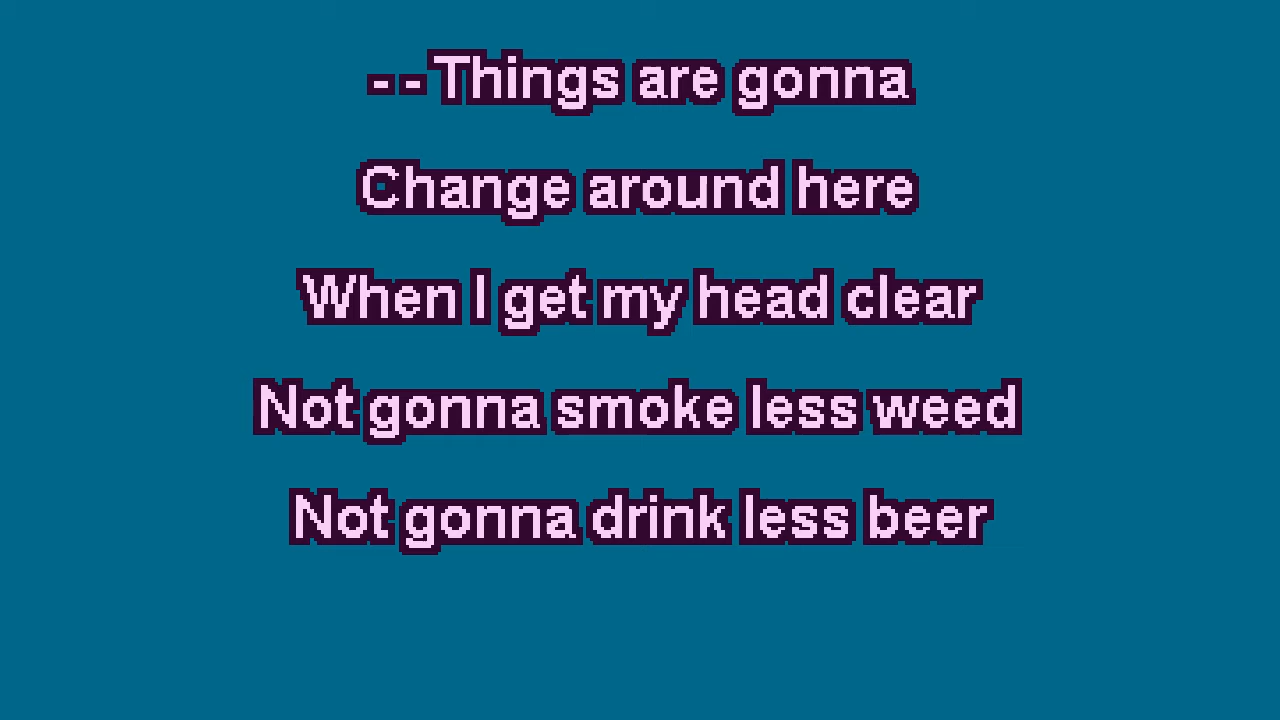 --Things are gonna
Change around here
When I get my head clear
Not gonna smoke less weed
Not gonna drink less beer